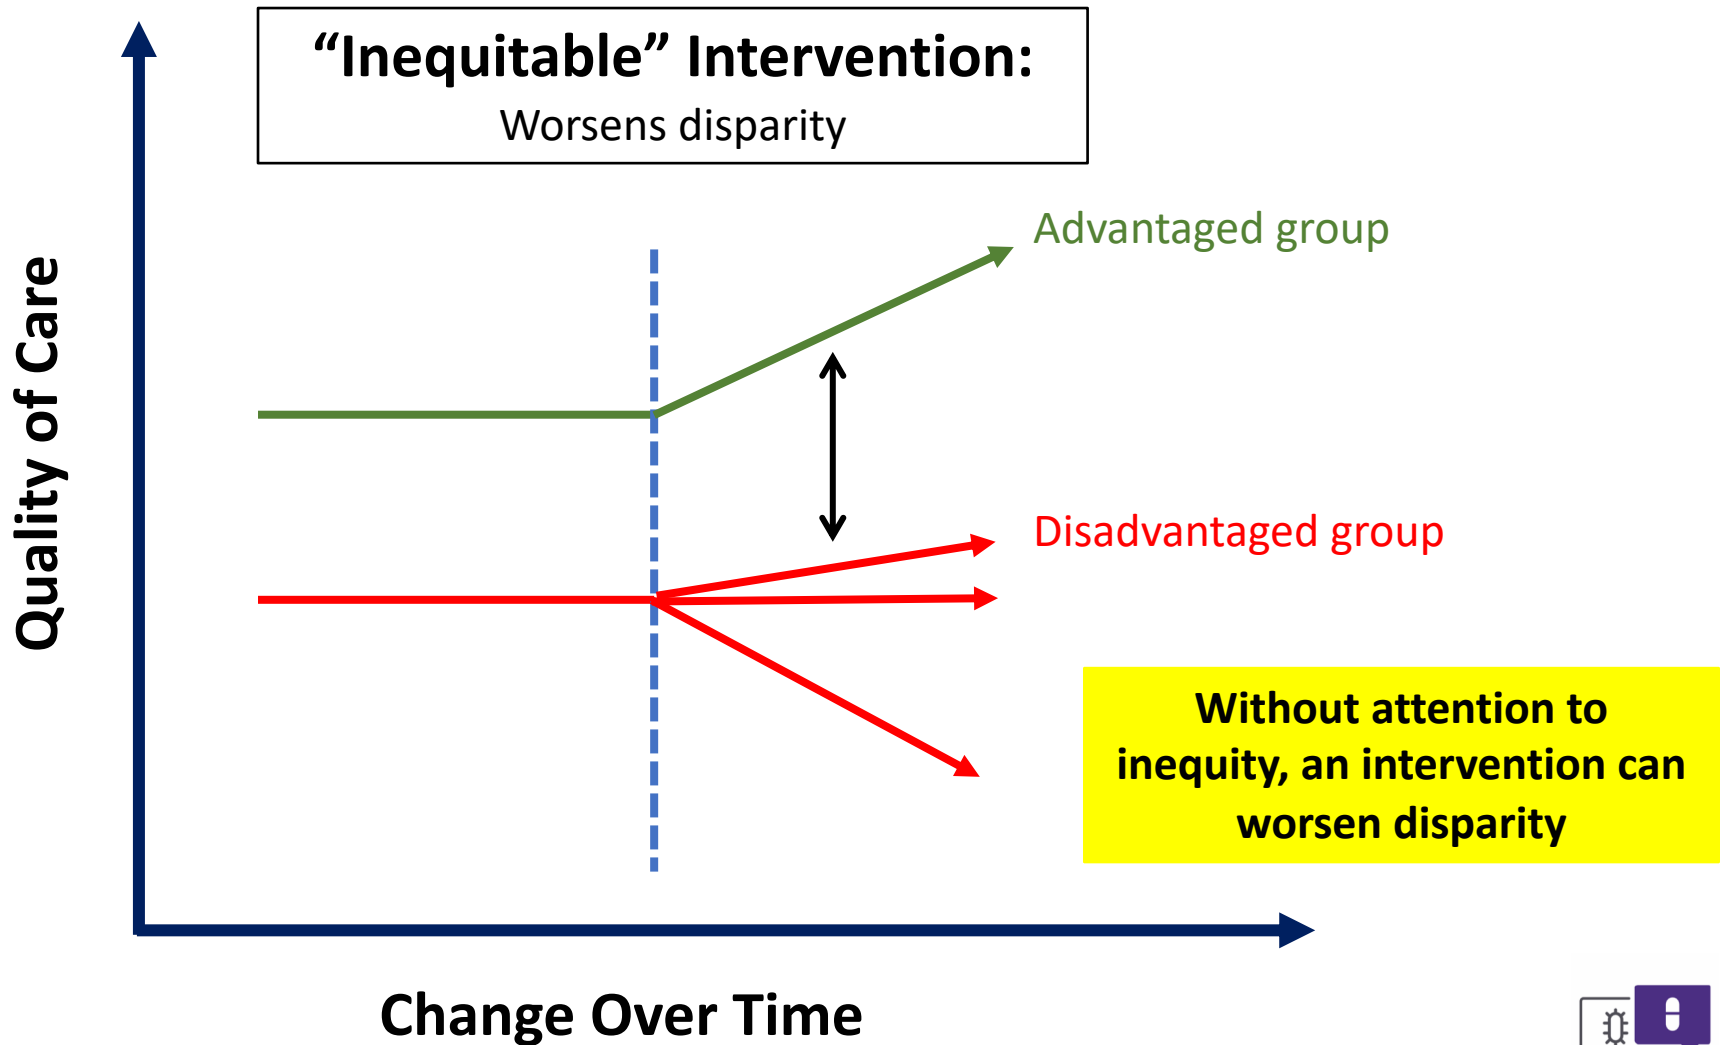 “Inequitable” Intervention:
Worsens disparity
Quality of Care
Advantaged group
Disadvantaged group
Without attention to
inequity, an intervention can
worsen disparity
Change Over Time